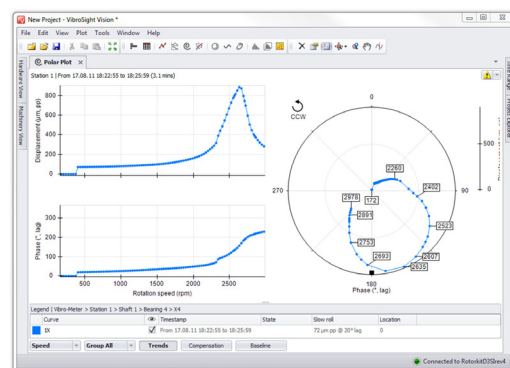 New Project - VibroSight Vision *
File Edit View Plot Tools Window Help
Polar Plot
Station 1 | From 17.08.11 18:22:55 to 18:25:59 (3.1 mins)
Hardware View
Machinery View
Displacement (µm, pp)
800
600
400
200
0
Phase (°, lag)
300
200
100
0
500 1000 1500 2000 2500
Rotation speed (rpm)
CCW
0
270
90
180
Phase (°, lag)
500
0
2260
2402
2523
2607
2635
2693
2753
2891
2978
172
Legend | Vibro-Meter > Station 1 > Shaft 1 > Bearing 4 > X4
Curve Timestamp State Slow roll Location
1X From 17.08.11 18:22:55 to 18:25:59 72 µm pp @ 20° lag 0
Speed Group All Trends Compensation Baseline
Connected to RotorkitD3SIrev4